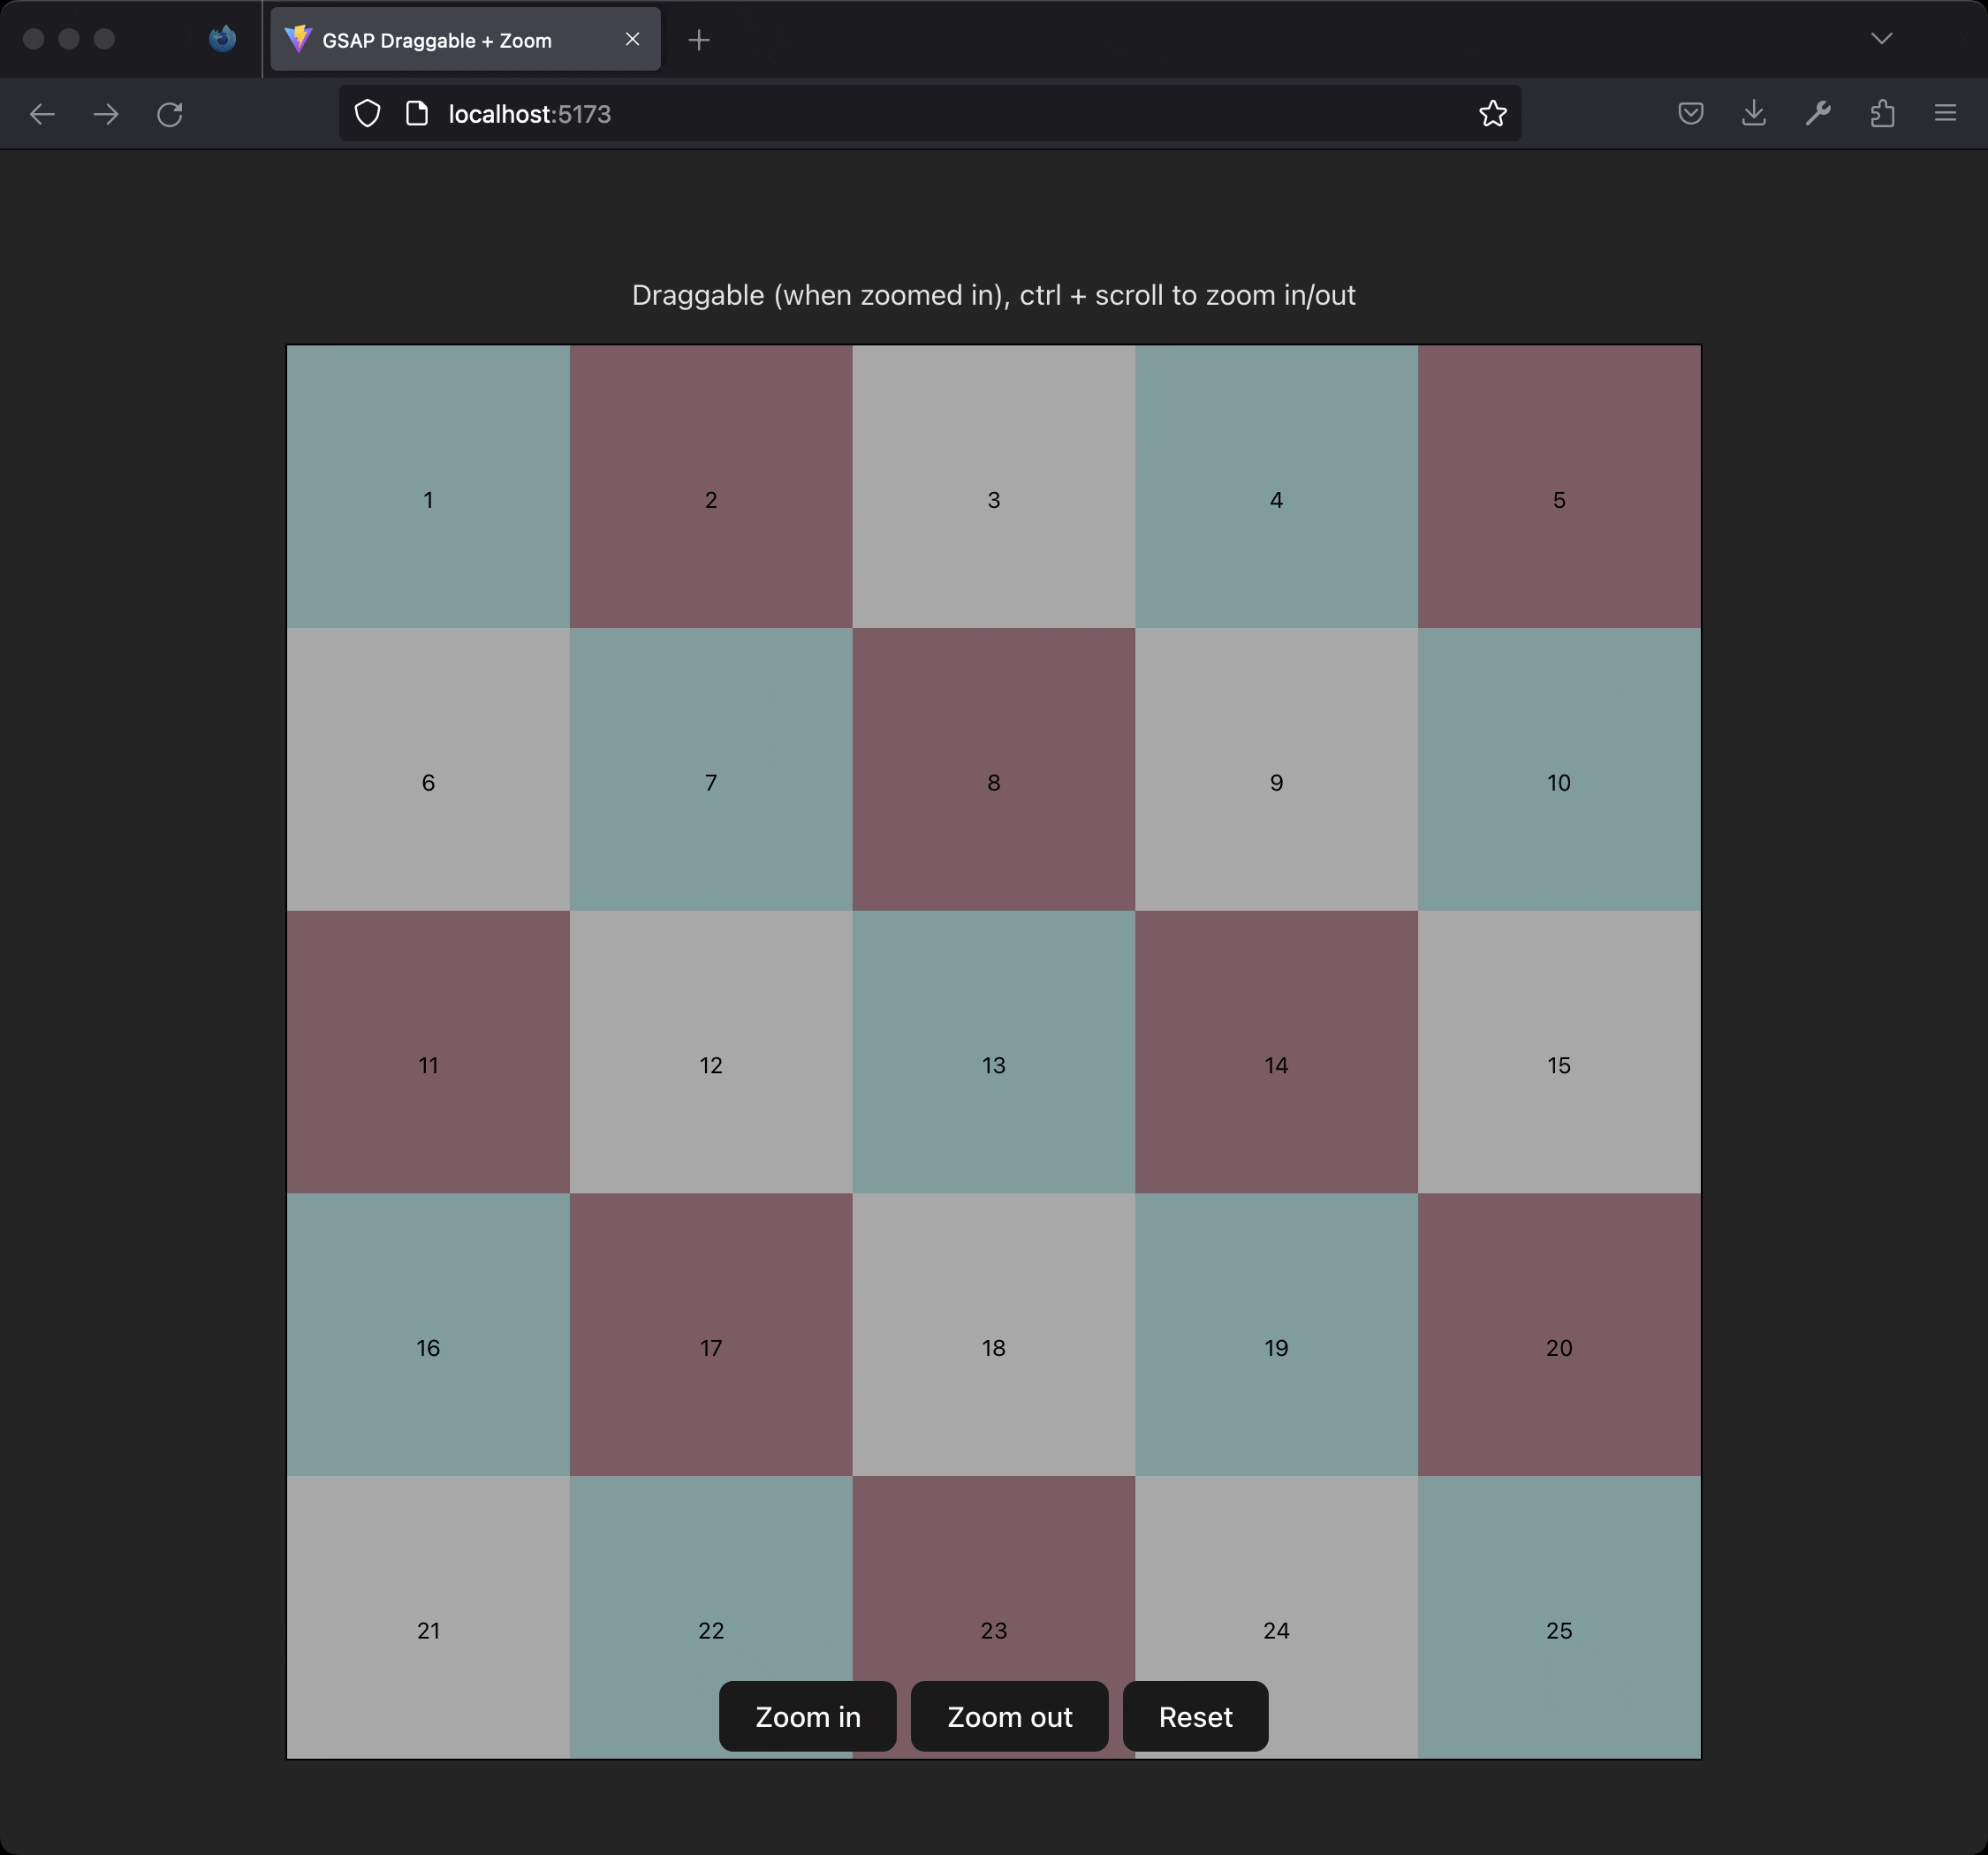 GSAP Draggable + Zoom
localhost:5173
Draggable (when zoomed in), ctrl + scroll to zoom in/out
1 2 3 4 5
6 7 8 9 10
11 12 13 14 15
16 17 18 19 20
21 22 23 24 25
Zoom in Zoom out Reset